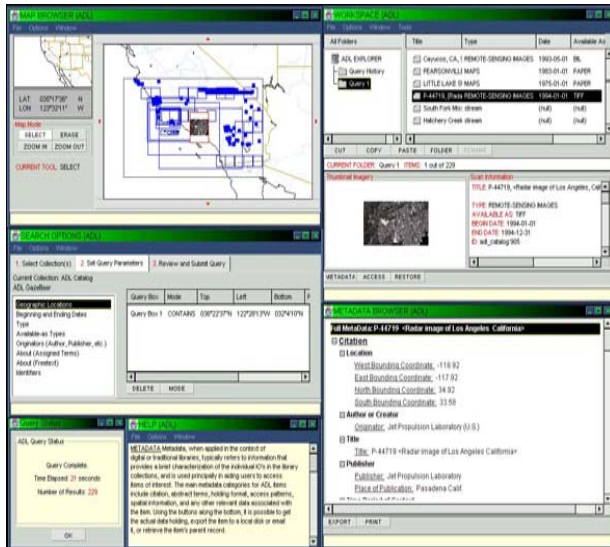 MAP BROWSER (ADL)
File Options Window
LAT: 036°17'36" N
LON: 123°32'11" W
Map Mode
SELECT ERASE
ZOOM IN ZOOM OUT
CURRENT TOOL: SELECT
WORKSPACE (ADL)
File Options Window Tools
All Folders
ADL EXPLORER
Query History
Query 1
Title Type Date Available As
Cayucos, CA, REMOTE-SENSING IMAGES 1993-05-01 BIL
PEARSONVILL MAPS 1983-01-01 PAPER
LITTLE LAKE MAPS 1975-01-01 PAPER
P-44719, <Rada REMOTE-SENSING IMAGES 1994-01-01 TIFF
South Fork Mo: stream (null) (null)
Hatchery Creek stream (null) (null)
CUT COPY PASTE FOLDER RENAME
CURRENT FOLDER: Query 1 ITEMS: 1 out of 229
Thumbnail Imagery
Scan Information
TITLE: P-44719, <Radar image of Los Angeles, Cali
TYPE: REMOTE-SENSING IMAGES
AVAILABLE AS: TIFF
BEGIN DATE: 1994-01-01
END DATE: 1994-12-31
ID: adl_catalog:905
METADATA ACCESS RESTORE
SEARCH OPTIONS (ADL)
File Options Window
1. Select Collection(s) 2. Set Query Parameters 3. Review and Submit Query
Current Collection: ADL Catalog
ADL Gazetteer
Geographic Locations
Beginning and Ending Dates
Type
Available-as Types
Originators (Author, Publisher, etc.)
About (Assigned Terms)
About (Freetext)
Identifiers
Query Box Mode Top Left Bottom
Query Box 1 CONTAINS 036°22'37"N 122°28'13"W 032°41'0"N
DELETE MODE
METADATA BROWSER (ADL)
Full MetaData: P-44719 <Radar image of Los Angeles California>
Citation
Location
West Bounding Coordinate: -118.92
East Bounding Coordinate: -117.92
North Bounding Coordinate: 34.92
South Bounding Coordinate: 33.58
Author or Creator
Originator: Jet Propulsion Laboratory (U.S.)
Title
Title: P-44719 <Radar image of Los Angeles California>
Publisher
Publisher: Jet Propulsion Laboratory
Place of Publication: Pasadena Calif.
EXPORT PRINT
Query Status
ADL Query Status
Query Complete.
Time Elapsed: 21 seconds
Number of Results: 229
OK
HELP (ADL)
File Options Window
METADATA Metadata, when applied in the context of
digital or traditional libraries, typically refers to information that
provides a brief characterization of the individual IO's in the library
collections, and is used principally in aiding users to access
items of interest. The main metadata categories for ADL items
include citation, abstract terms, holding format, access patterns,
spatial information, and any other relevant data associated with
the item. Using the buttons along the bottom, it is possible to get
the actual data holding, export the item to a local disk or email
it, or retrieve the item's parent record.